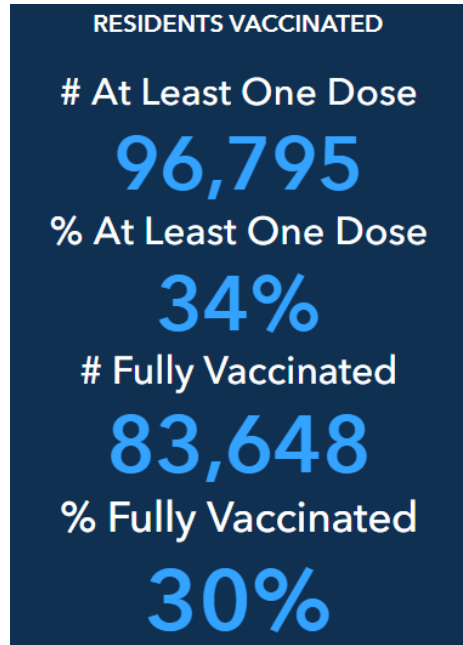 RESIDENTS VACCINATED
# At Least One Dose
96,795
% At Least One Dose
34%
# Fully Vaccinated
83,648
% Fully Vaccinated
30%